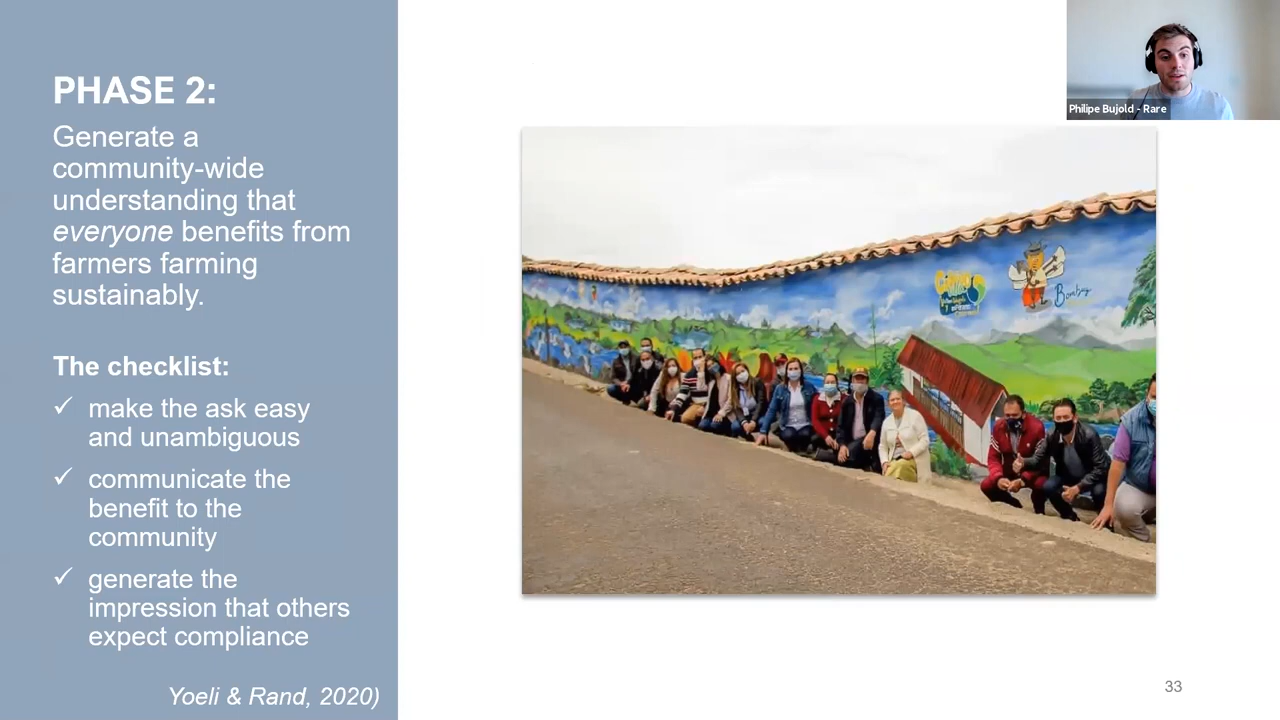 PHASE 2:
Generate a
community-wide
understanding that
everyone benefits from
farmers farming
sustainably.
The checklist:
✓ make the ask easy
and unambiguous
✓ communicate the
benefit to the
community
✓ generate the
impression that others
expect compliance
Yoeli & Rand, 2020)
Philipe Bujold - Rare
33